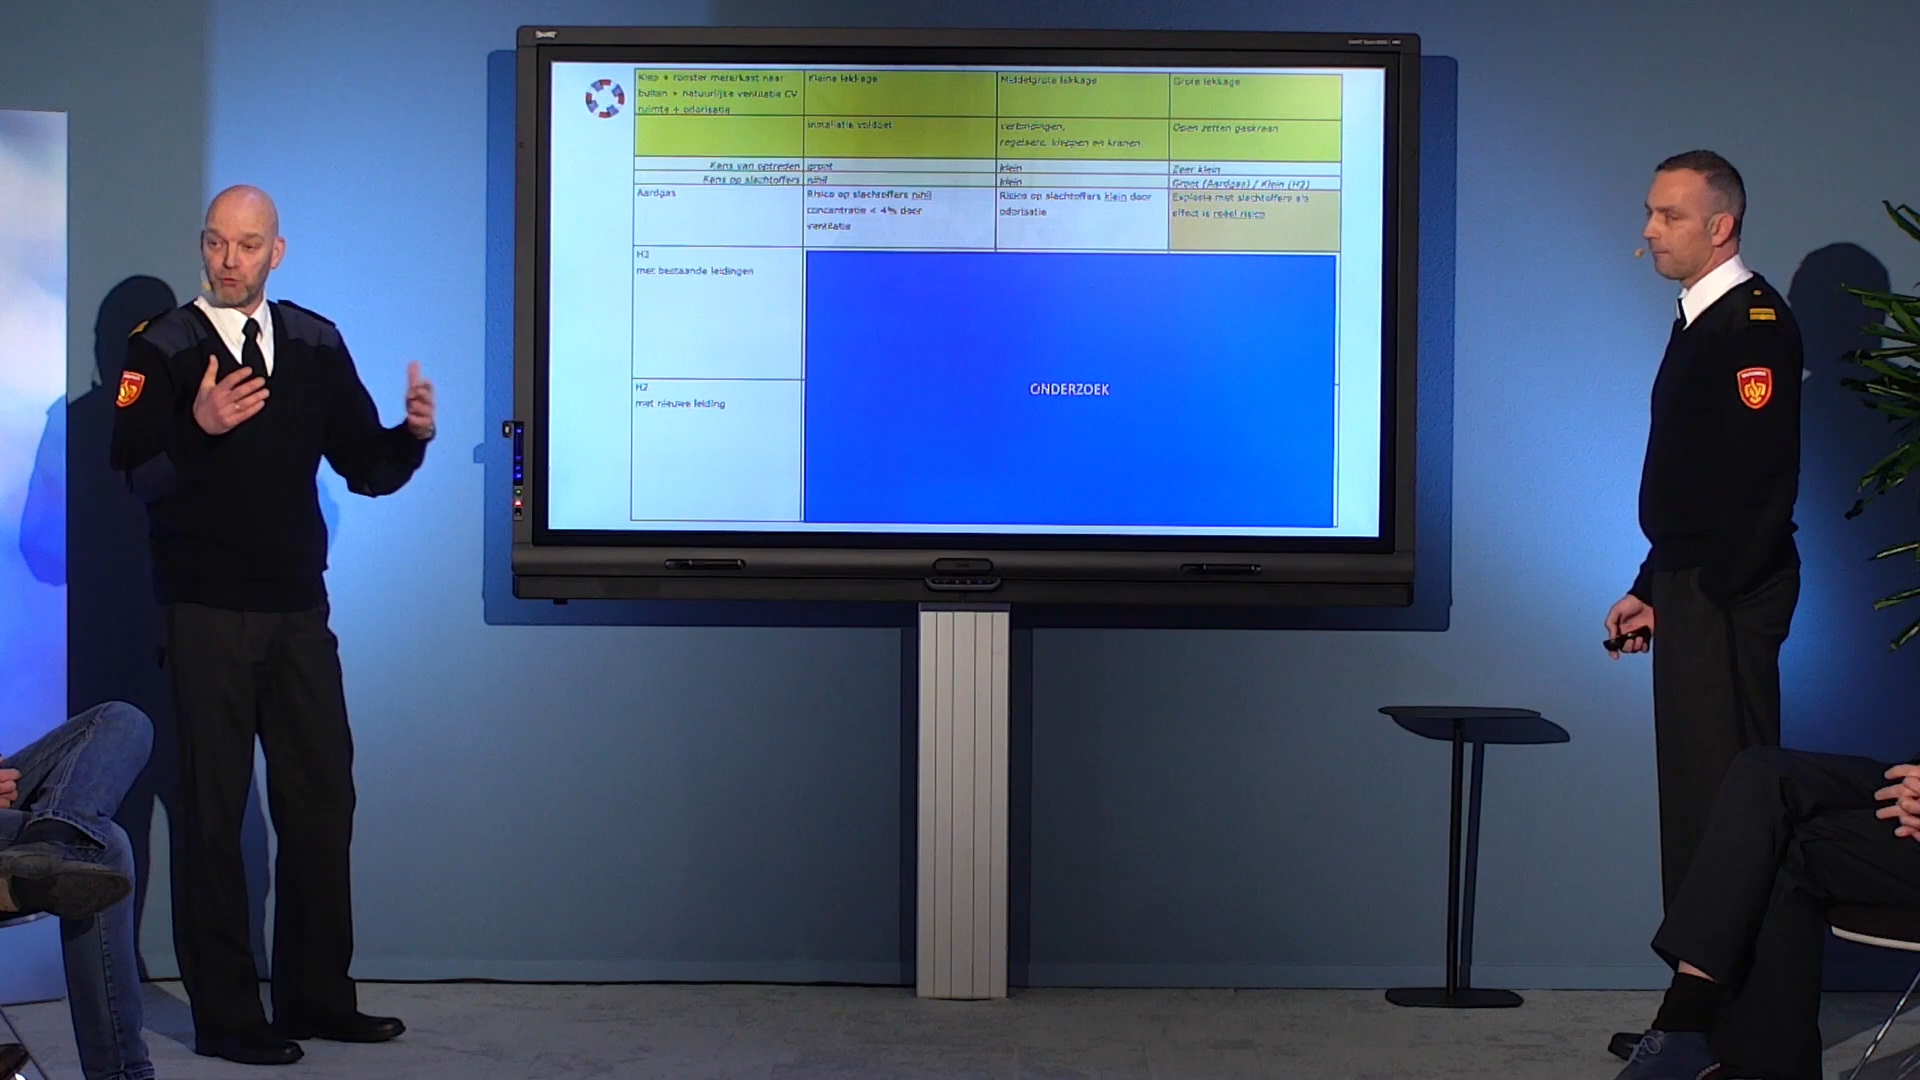 Klep + rooster meterkast naar
buiten + natuurlijke ventilatie CV
ruimte + odorisatie
Kleine lekkage
Middelgrote lekkage
Grote lekkage
Installatie voldoet
verbindingen,
regelaars, kleppen en kranen
Open zetten gaskraan
Kans van optreden
groot
klein
Zeer klein
Kans op slachtoffers
nihil
klein
Groot (Aardgas) / Klein (H2)
Aardgas
Risico op slachtoffers nihil
concentratie < 4% door
ventilatie
Risico op slachtoffers klein door
odorisatie
Explosie met slachtoffers als
effect is reëel risico
H2
met bestaande leidingen
ONDERZOEK
H2
met nieuwe leiding